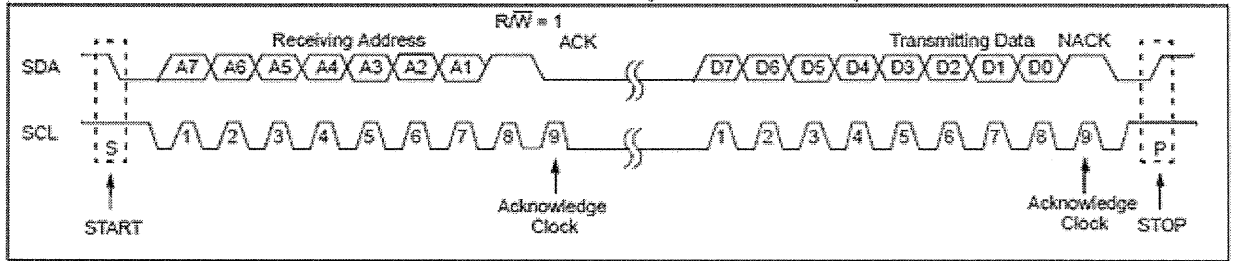 R/W = 1
Receiving Address ACK Transmitting Data NACK
SDA A7 A6 A5 A4 A3 A2 A1 D7 D6 D5 D4 D3 D2 D1 D0
SCL S 1 2 3 4 5 6 7 8 9 1 2 3 4 5 6 7 8 9 P
START Acknowledge Clock Acknowledge Clock STOP